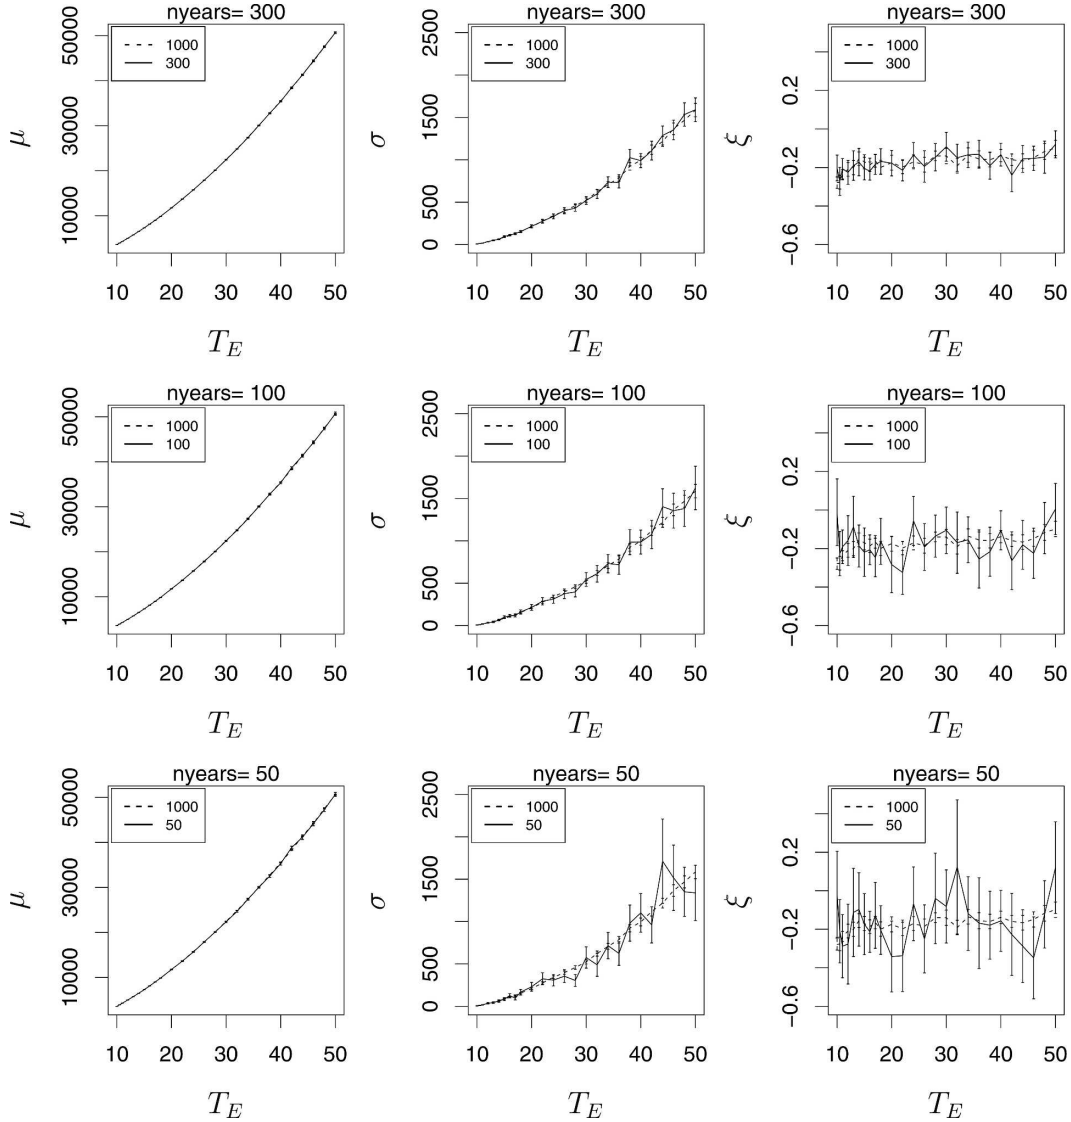 nyears= 300 nyears= 300 nyears= 300
1000 1000 1000
300 300 300
μ σ ξ
10000 30000 50000
0 500 1500 2500
−0.6 −0.2 0.2
10 20 30 40 50 10 20 30 40 50 10 20 30 40 50
T_E T_E T_E
nyears= 100 nyears= 100 nyears= 100
1000 1000 1000
100 100 100
μ σ ξ
10000 30000 50000
0 500 1500 2500
−0.6 −0.2 0.2
10 20 30 40 50 10 20 30 40 50 10 20 30 40 50
T_E T_E T_E
nyears= 50 nyears= 50 nyears= 50
1000 1000 1000
50 50 50
μ σ ξ
10000 30000 50000
0 500 1500 2500
−0.6 −0.2 0.2
10 20 30 40 50 10 20 30 40 50 10 20 30 40 50
T_E T_E T_E